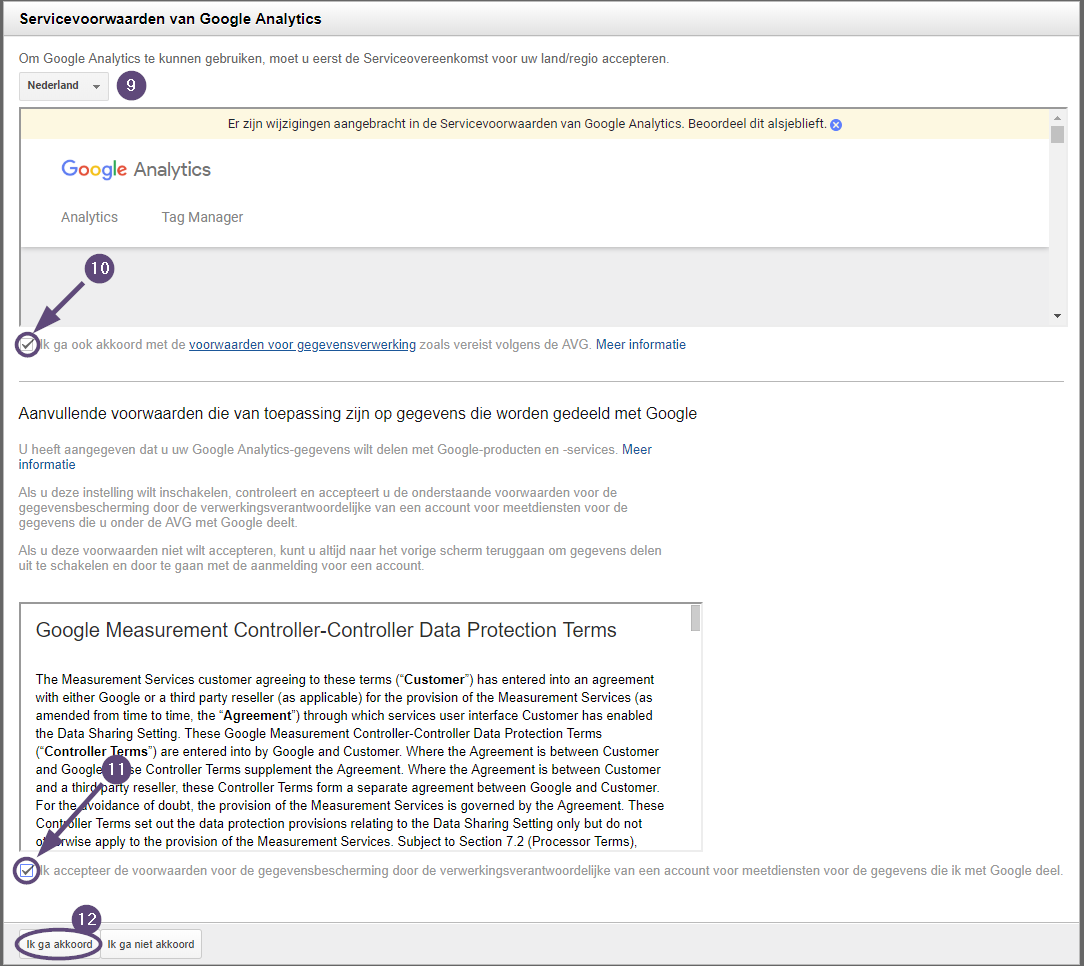 Servicevoorwaarden van Google Analytics
Om Google Analytics te kunnen gebruiken, moet u eerst de Serviceovereenkomst voor uw land/regio accepteren.
Nederland 9
Er zijn wijzigingen aangebracht in de Servicevoorwaarden van Google Analytics. Beoordeel dit alsjeblieft.
Google Analytics
Analytics Tag Manager
10
Ik ga ook akkoord met de voorwaarden voor gegevensverwerking zoals vereist volgens de AVG. Meer informatie
Aanvullende voorwaarden die van toepassing zijn op gegevens die worden gedeeld met Google
U heeft aangegeven dat u uw Google Analytics-gegevens wilt delen met Google-producten en -services. Meer
informatie
Als u deze instelling wilt inschakelen, controleert en accepteert u de onderstaande voorwaarden voor de
gegevensbescherming door de verwerkingsverantwoordelijke van een account voor meetdiensten voor de
gegevens die u onder de AVG met Google deelt.
Als u deze voorwaarden niet wilt accepteren, kunt u altijd naar het vorige scherm teruggaan om gegevens delen
uit te schakelen en door te gaan met de aanmelding voor een account.
Google Measurement Controller-Controller Data Protection Terms
The Measurement Services customer agreeing to these terms (“Customer”) has entered into an agreement
with either Google or a third party reseller (as applicable) for the provision of the Measurement Services (as
amended from time to time, the “Agreement”) through which services user interface Customer has enabled
the Data Sharing Setting. These Google Measurement Controller-Controller Data Protection Terms
(“Controller Terms”) are entered into by Google and Customer. Where the Agreement is between Customer
and Google, these Controller Terms supplement the Agreement. Where the Agreement is between Customer
11
and a third party reseller, these Controller Terms form a separate agreement between Google and Customer.
For the avoidance of doubt, the provision of the Measurement Services is governed by the Agreement. These
Controller Terms set out the data protection provisions relating to the Data Sharing Setting only but do not
otherwise apply to the provision of the Measurement Services. Subject to Section 7.2 (Processor Terms),
Ik accepteer de voorwaarden voor de gegevensbescherming door de verwerkingsverantwoordelijke van een account voor meetdiensten voor de gegevens die ik met Google deel.
12
Ik ga akkoord Ik ga niet akkoord